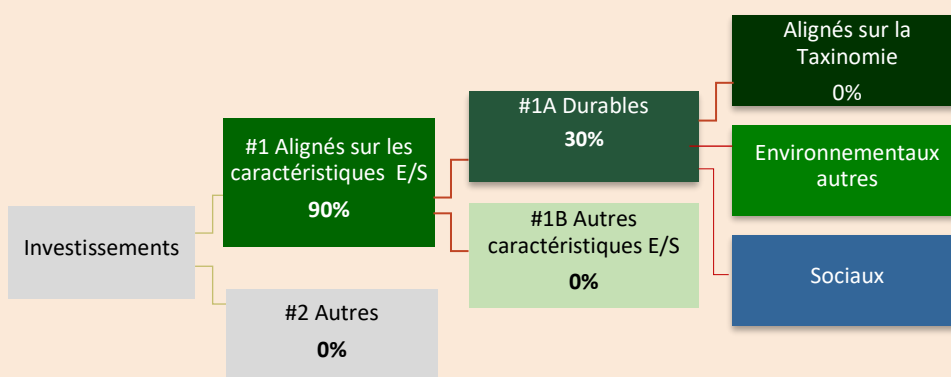 Investissements
#1 Alignés sur les
caractéristiques E/S
90%
#2 Autres
0%
#1A Durables
30%
#1B Autres
caractéristiques E/S
0%
Alignés sur la
Taxinomie
0%
Environnementaux
autres
Sociaux